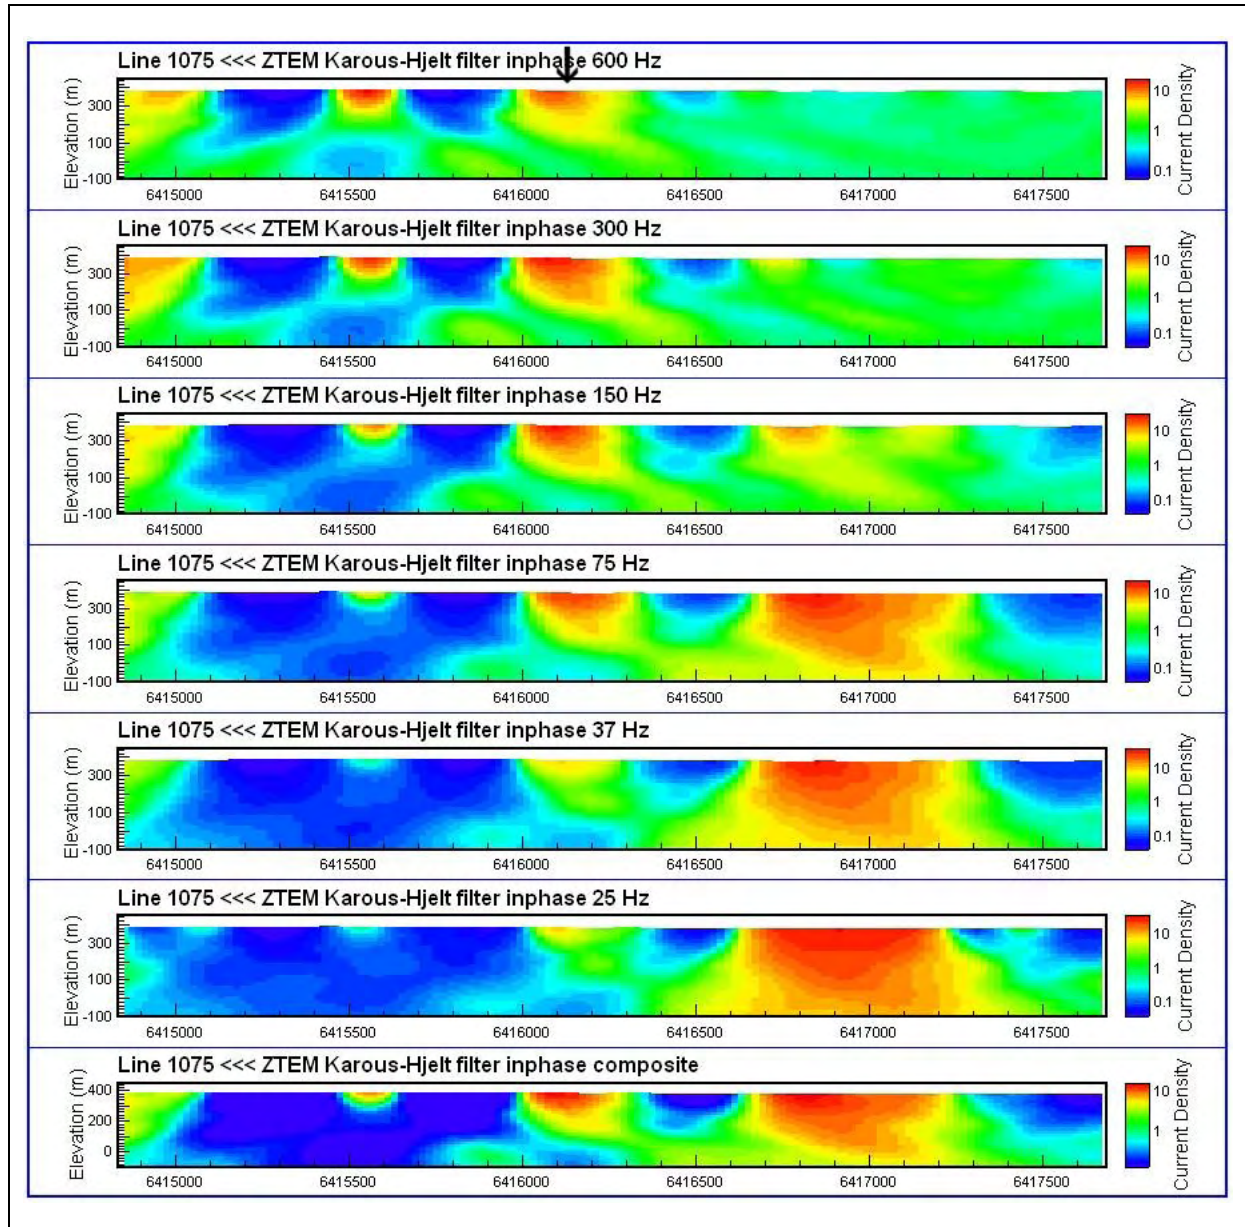 Line 1075 <<< ZTEM Karous-Hjelt filter inphase 600 Hz
Elevation (m)
300
100
-100
6415000 6415500 6416000 6416500 6417000 6417500
10
1
0.1
Current Density
Line 1075 <<< ZTEM Karous-Hjelt filter inphase 300 Hz
Elevation (m)
300
100
-100
6415000 6415500 6416000 6416500 6417000 6417500
10
1
0.1
Current Density
Line 1075 <<< ZTEM Karous-Hjelt filter inphase 150 Hz
Elevation (m)
300
100
-100
6415000 6415500 6416000 6416500 6417000 6417500
10
1
0.1
Current Density
Line 1075 <<< ZTEM Karous-Hjelt filter inphase 75 Hz
Elevation (m)
300
100
-100
6415000 6415500 6416000 6416500 6417000 6417500
10
1
0.1
Current Density
Line 1075 <<< ZTEM Karous-Hjelt filter inphase 37 Hz
Elevation (m)
300
100
-100
6415000 6415500 6416000 6416500 6417000 6417500
10
1
0.1
Current Density
Line 1075 <<< ZTEM Karous-Hjelt filter inphase 25 Hz
Elevation (m)
300
100
-100
6415000 6415500 6416000 6416500 6417000 6417500
10
1
0.1
Current Density
Line 1075 <<< ZTEM Karous-Hjelt filter inphase composite
Elevation (m)
400
200
0
6415000 6415500 6416000 6416500 6417000 6417500
10
1
Current Density